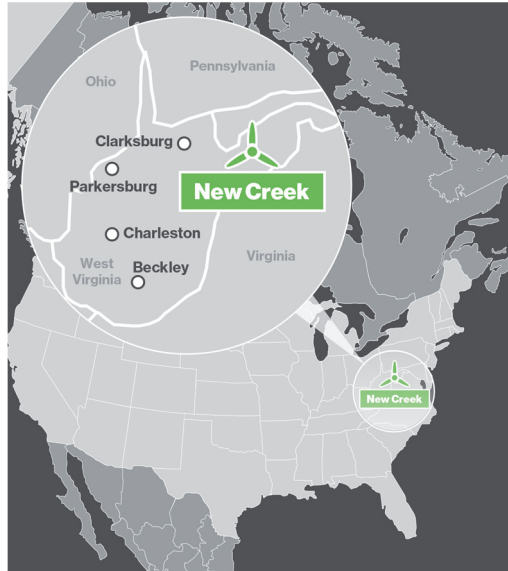 Ohio
Pennsylvania
Clarksburg
Parkersburg
New Creek
Charleston
Virginia
West
Virginia
Beckley
New Creek